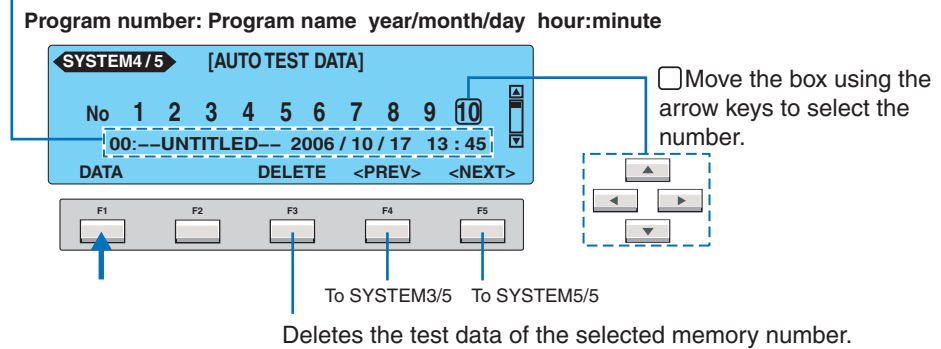 Program number: Program name year/month/day hour:minute
SYSTEM4/5 [AUTO TEST DATA]
No 1 2 3 4 5 6 7 8 9 10
00:––UNTITLED–– 2006 / 10 / 17 13 : 45
DATA DELETE <PREV> <NEXT>
F1 F2 F3 F4 F5
Move the box using the
arrow keys to select the
number.
To SYSTEM3/5 To SYSTEM5/5
Deletes the test data of the selected memory number.